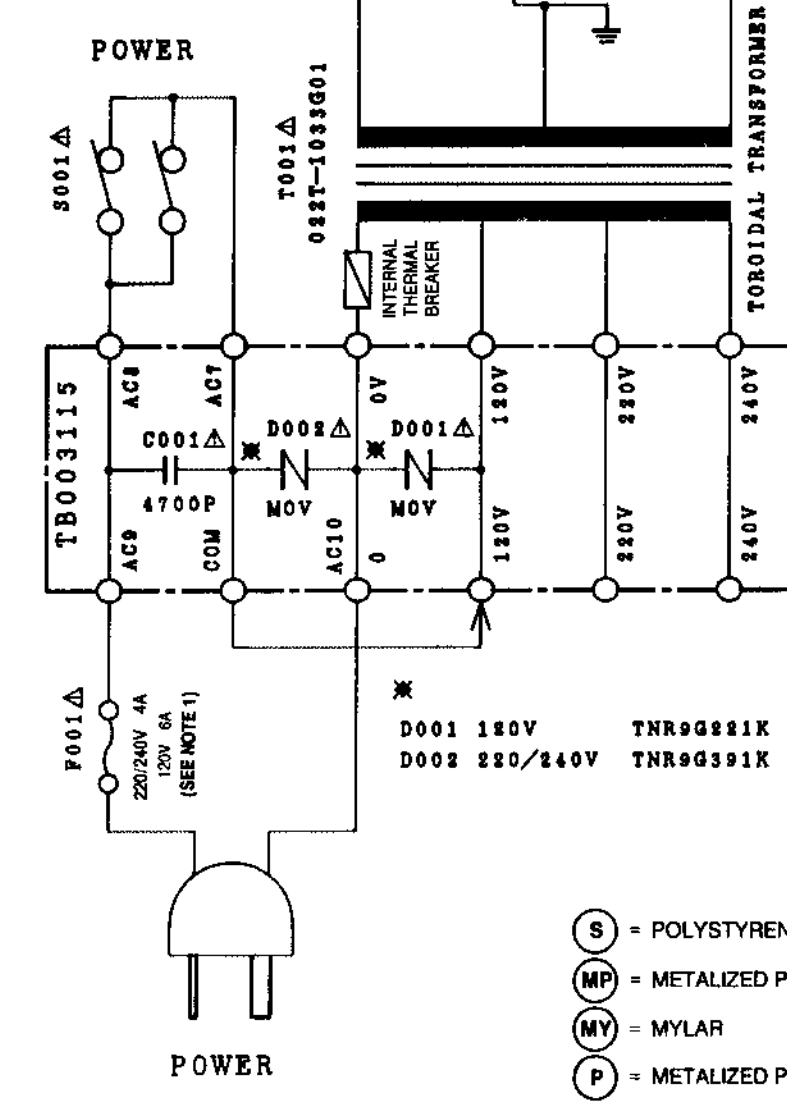 POWER
S001
T001
022T-1033G01
TOROIDAL TRANSFORMER
INTERNAL
THERMAL
BREAKER
TB003115
AC8
AC7
0V
120V
220V
240V
C001
4700P
D002
MOV
D001
MOV
AC9
COM
AC10
0
120V
220V
240V
F001
220/240V 4A
120V 6A
(SEE NOTE 1)
※
D001 120V TNR9G221K
D002 220/240V TNR9G391K
POWER
S = POLYSTYREN
MP = METALIZED P
MY = MYLAR
P = METALIZED P